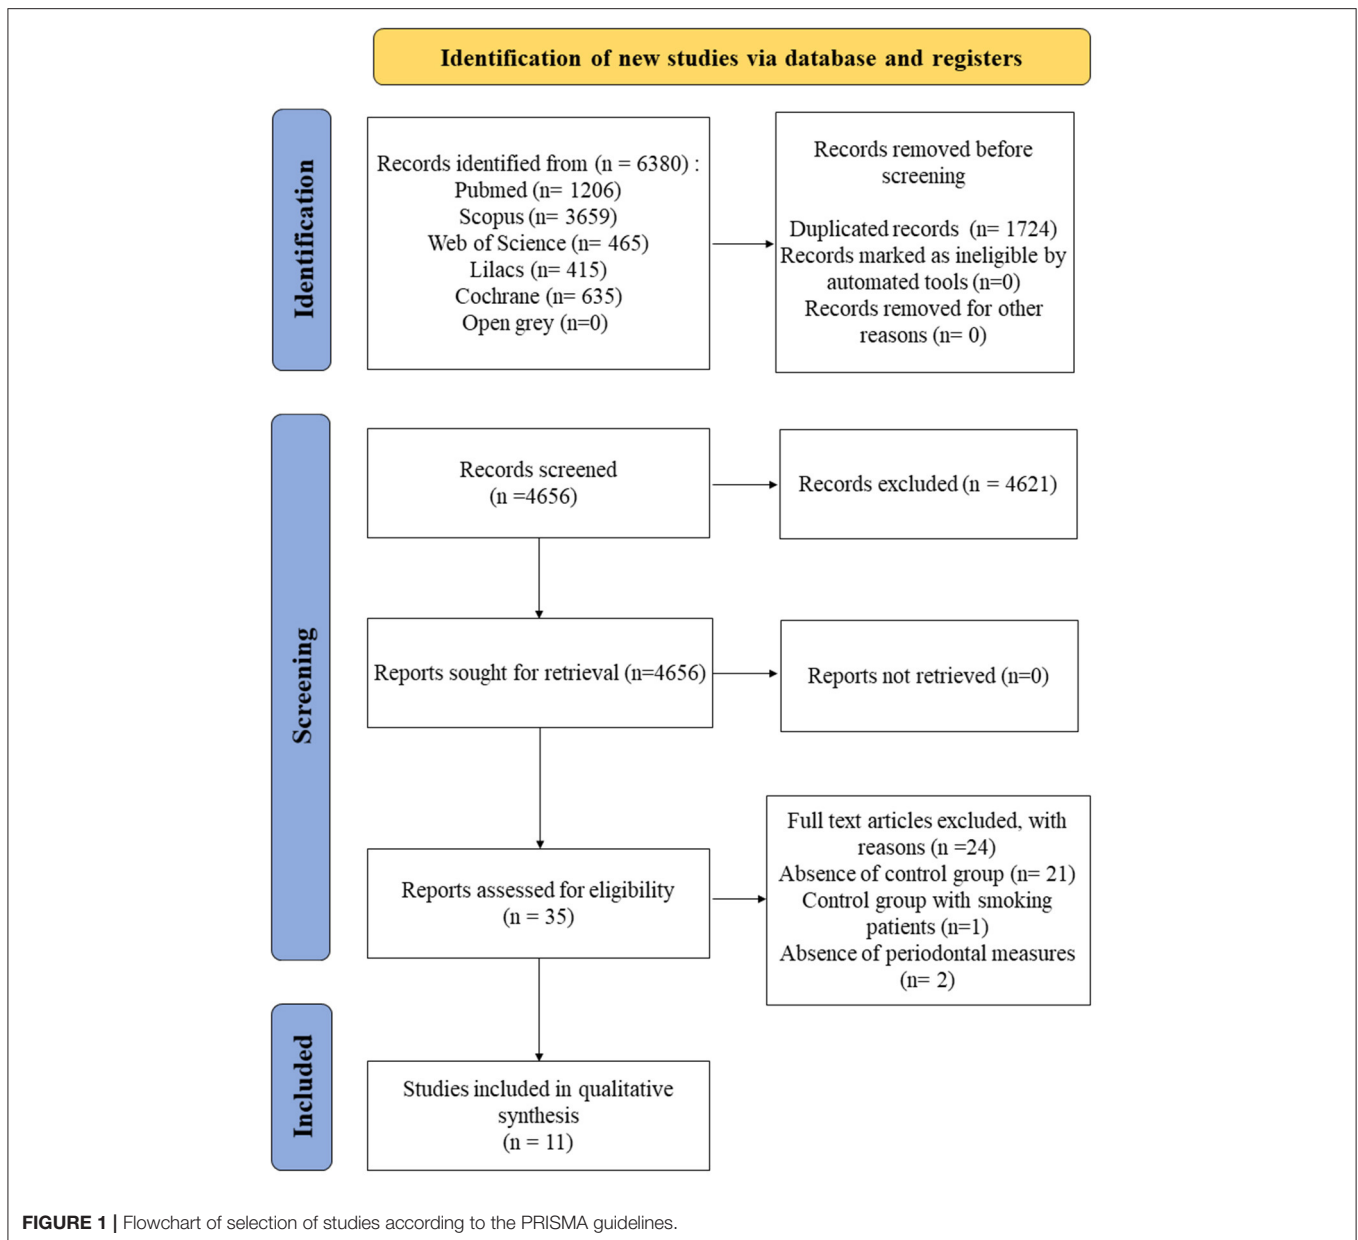 Identification of new studies via database and registers
Identification
Records identified from (n = 6380) :
Pubmed (n= 1206)
Scopus (n= 3659)
Web of Science (n= 465)
Lilacs (n= 415)
Cochrane (n= 635)
Open grey (n=0)
Records removed before
screening
Duplicated records (n= 1724)
Records marked as ineligible by
automated tools (n=0)
Records removed for other
reasons (n= 0)
Screening
Records screened
(n =4656)
Records excluded (n = 4621)
Reports sought for retrieval (n=4656)
Reports not retrieved (n=0)
Reports assessed for eligibility
(n = 35)
Full text articles excluded, with
reasons (n =24)
Absence of control group (n= 21)
Control group with smoking
patients (n=1)
Absence of periodontal measures
(n= 2)
Included
Studies included in qualitative
synthesis
(n = 11)
FIGURE 1 | Flowchart of selection of studies according to the PRISMA guidelines.